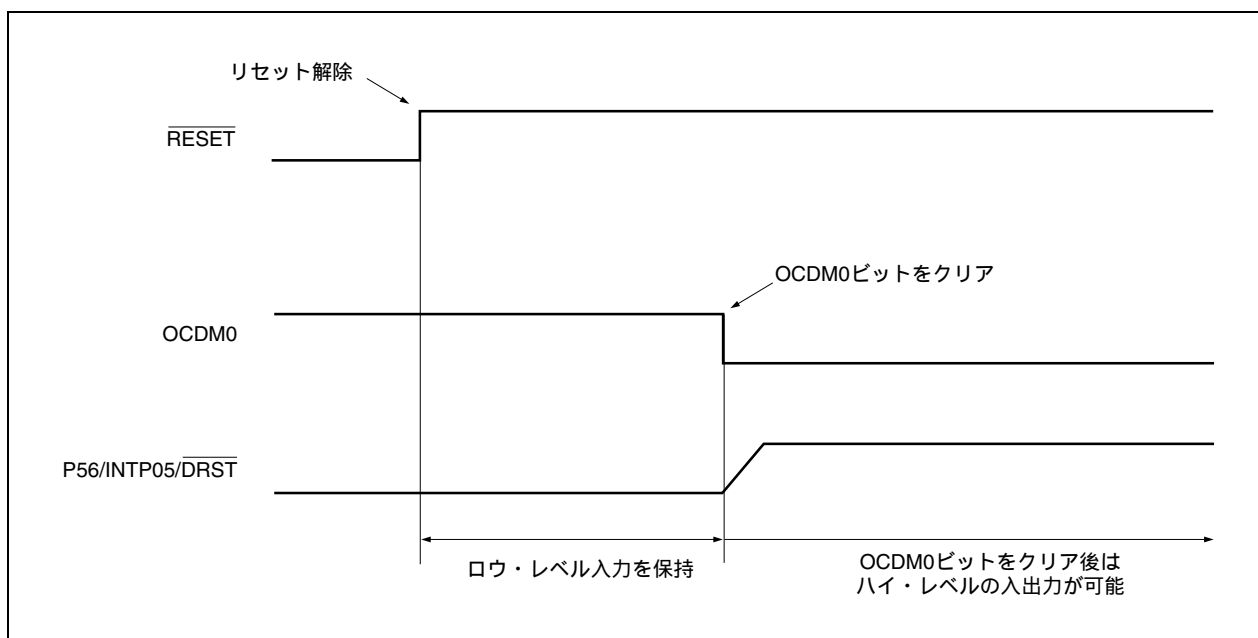 リセット解除
RESET
OCDM0ビットをクリア
OCDM0
P56/INTP05/DRST
ロウ・レベル入力を保持
OCDM0ビットをクリア後は
ハイ・レベルの入出力が可能